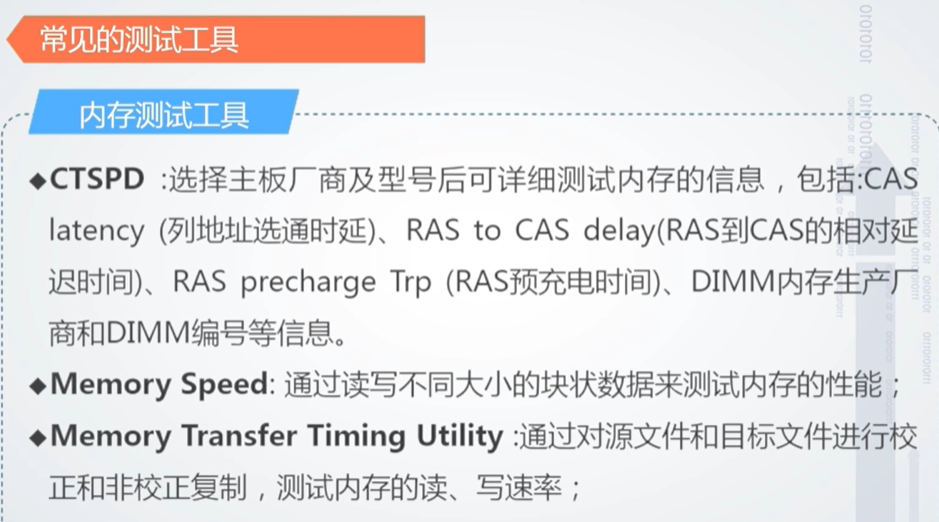 常见的测试工具
内存测试工具
◆CTSPD :选择主板厂商及型号后可详细测试内存的信息，包括:CAS
latency (列地址选通时延)、RAS to CAS delay(RAS到CAS的相对延
迟时间)、RAS precharge Trp (RAS预充电时间)、DIMM内存生产厂
商和DIMM编号等信息。
◆Memory Speed: 通过读写不同大小的块状数据来测试内存的性能；
◆Memory Transfer Timing Utility :通过对源文件和目标文件进行校
正和非校正复制，测试内存的读、写速率；